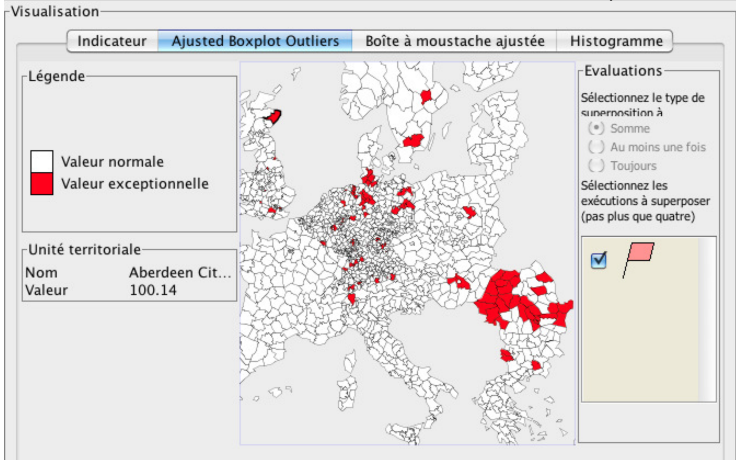 Visualisation
Indicateur
Ajusted Boxplot Outliers
Boîte à moustache ajustée
Histogramme
Légende
Valeur normale
Valeur exceptionnelle
Unité territoriale
Nom Aberdeen Cit...
Valeur 100.14
Evaluations
Sélectionnez le type de
superposition à
Somme
Au moins une fois
Toujours
Sélectionnez les
exécutions à superposer
(pas plus que quatre)